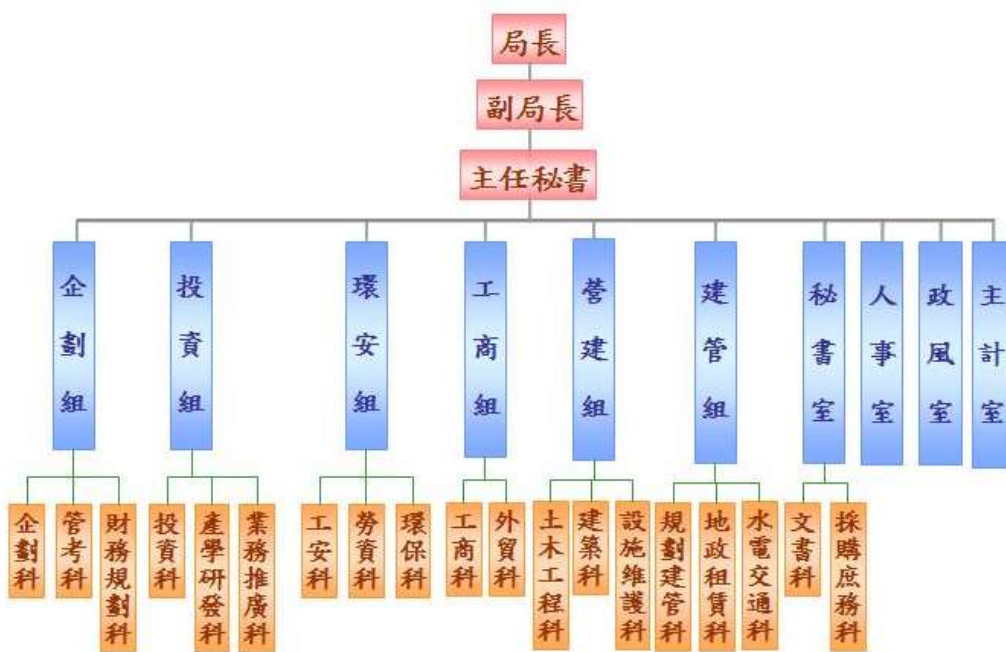 局長
副局長
主任秘書
企劃組
投資組
環安組
工商組
營建組
建管組
秘書室
人事室
政風室
主計室
企劃科
管考科
財務規劃科
投資科
產學研發科
業務推廣科
工安科
勞資科
環保科
工商科
外貿科
土木工程科
建築科
設施維護科
規劃建管科
地政租賃科
水電交通科
文書科
採購庶務科